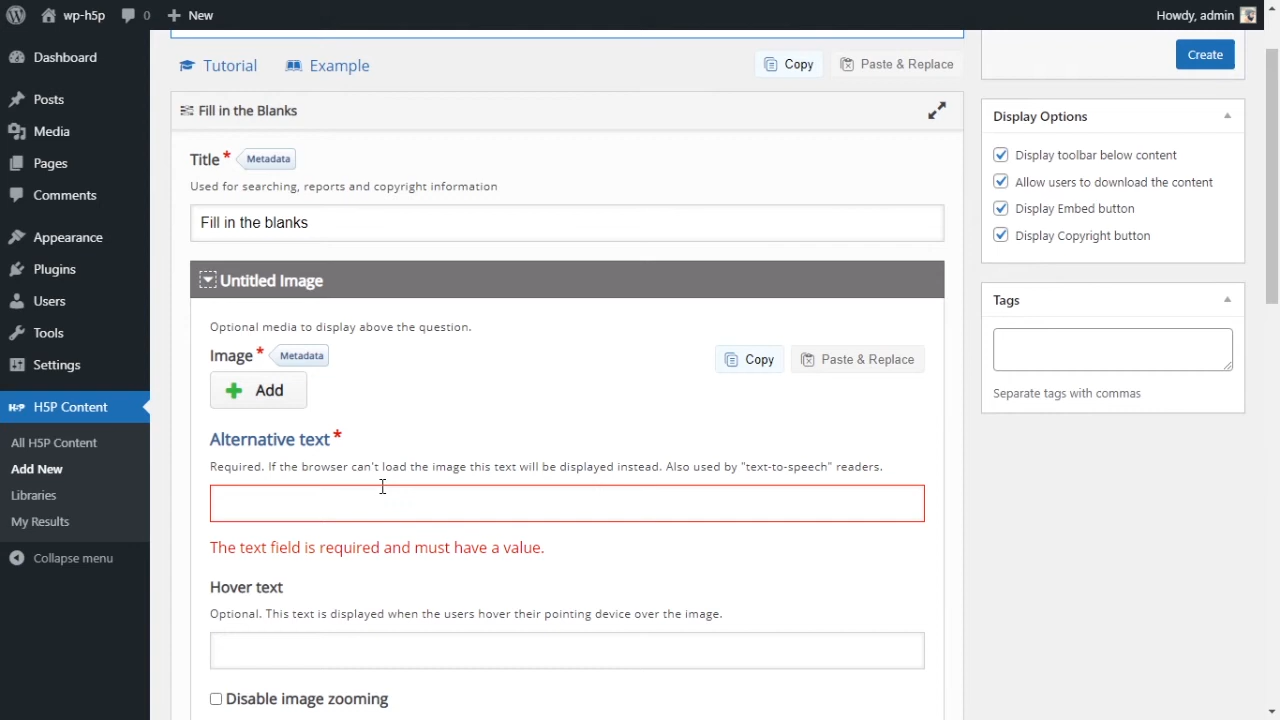 wp-h5p
0
New
Howdy, admin
Dashboard
Posts
Media
Pages
Comments
Appearance
Plugins
Users
Tools
Settings
H5P H5P Content
All H5P Content
Add New
Libraries
My Results
Collapse menu
Tutorial
Example
Copy
Paste & Replace
Fill in the Blanks
Title *
Metadata
Used for searching, reports and copyright information
Fill in the blanks
Untitled Image
Optional media to display above the question.
Image *
Metadata
Copy
Paste & Replace
Add
Alternative text *
Required. If the browser can't load the image this text will be displayed instead. Also used by "text-to-speech" readers.
The text field is required and must have a value.
Hover text
Optional. This text is displayed when the users hover their pointing device over the image.
Disable image zooming
Create
Display Options
Display toolbar below content
Allow users to download the content
Display Embed button
Display Copyright button
Tags
Separate tags with commas